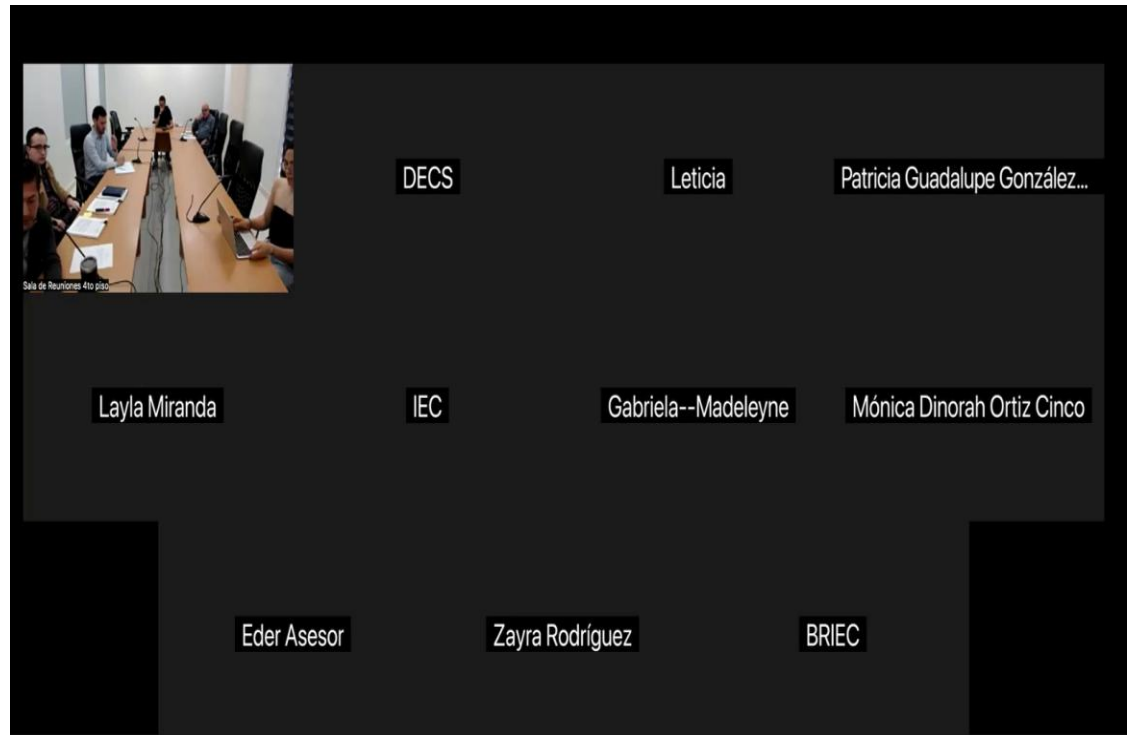 DECS
Leticia
Patricia Guadalupe González...
Sala de Reuniones 4to piso
Layla Miranda
IEC
Gabriela--Madeleyne
Mónica Dinorah Ortiz Cinco
Eder Asesor
Zayra Rodríguez
BRIEC